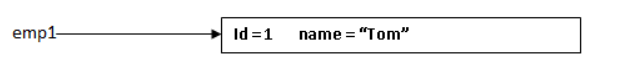 emp1 Id =1 name = “Tom”